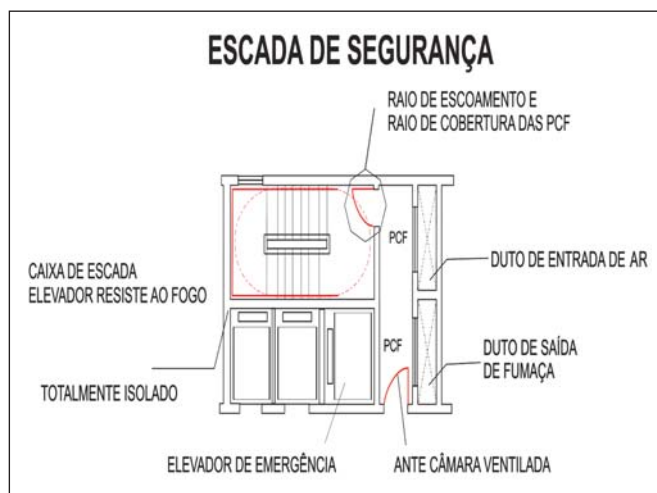 ESCADA DE SEGURANÇA
RAIO DE ESCOAMENTO E
RAIO DE COBERTURA DAS PCF
PCF
DUTO DE ENTRADA DE AR
CAIXA DE ESCADA
ELEVADOR RESISTE AO FOGO
PCF
DUTO DE SAÍDA
DE FUMAÇA
TOTALMENTE ISOLADO
ELEVADOR DE EMERGÊNCIA
ANTE CÂMARA VENTILADA